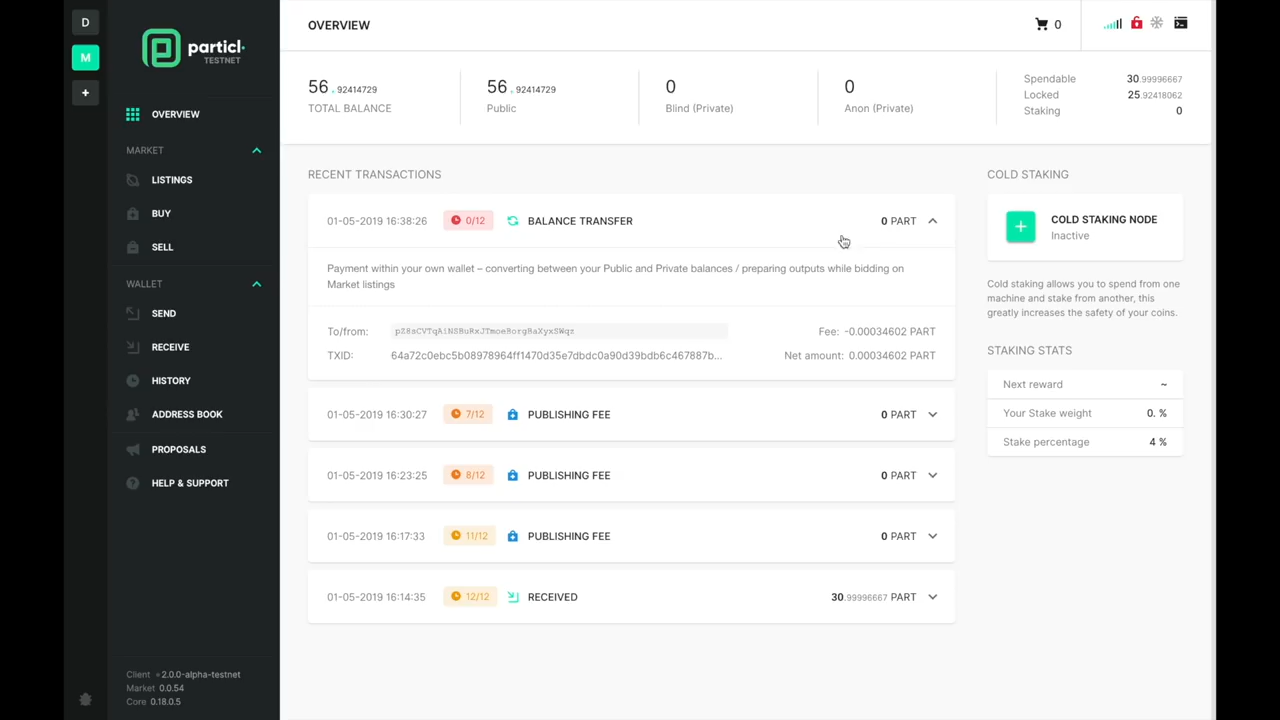 D
M
+
particl.
TESTNET
OVERVIEW
MARKET
LISTINGS
BUY
SELL
WALLET
SEND
RECEIVE
HISTORY
ADDRESS BOOK
PROPOSALS
HELP & SUPPORT
Client 2.0.0-alpha-testnet
Market 0.0.54
Core 0.18.0.5
OVERVIEW
0
56.92414729
TOTAL BALANCE
56.92414729
Public
0
Blind (Private)
0
Anon (Private)
Spendable 30.99996667
Locked 25.92418062
Staking 0
RECENT TRANSACTIONS
01-05-2019 16:38:26 0/12 BALANCE TRANSFER 0 PART
Payment within your own wallet – converting between your Public and Private balances / preparing outputs while bidding on
Market listings
To/from: Fee: -0.00034602 PART
TXID: 64a72c0ebc5b08978964ff1470d35e7dbdc0a90d39bdb6c467887b... Net amount: 0.00034602 PART
01-05-2019 16:30:27 7/12 PUBLISHING FEE 0 PART
01-05-2019 16:23:25 8/12 PUBLISHING FEE 0 PART
01-05-2019 16:17:33 11/12 PUBLISHING FEE 0 PART
01-05-2019 16:14:35 12/12 RECEIVED 30.99996667 PART
COLD STAKING
+
COLD STAKING NODE
Inactive
Cold staking allows you to spend from one
machine and stake from another, this
greatly increases the safety of your coins.
STAKING STATS
Next reward ~
Your Stake weight 0. %
Stake percentage 4 %